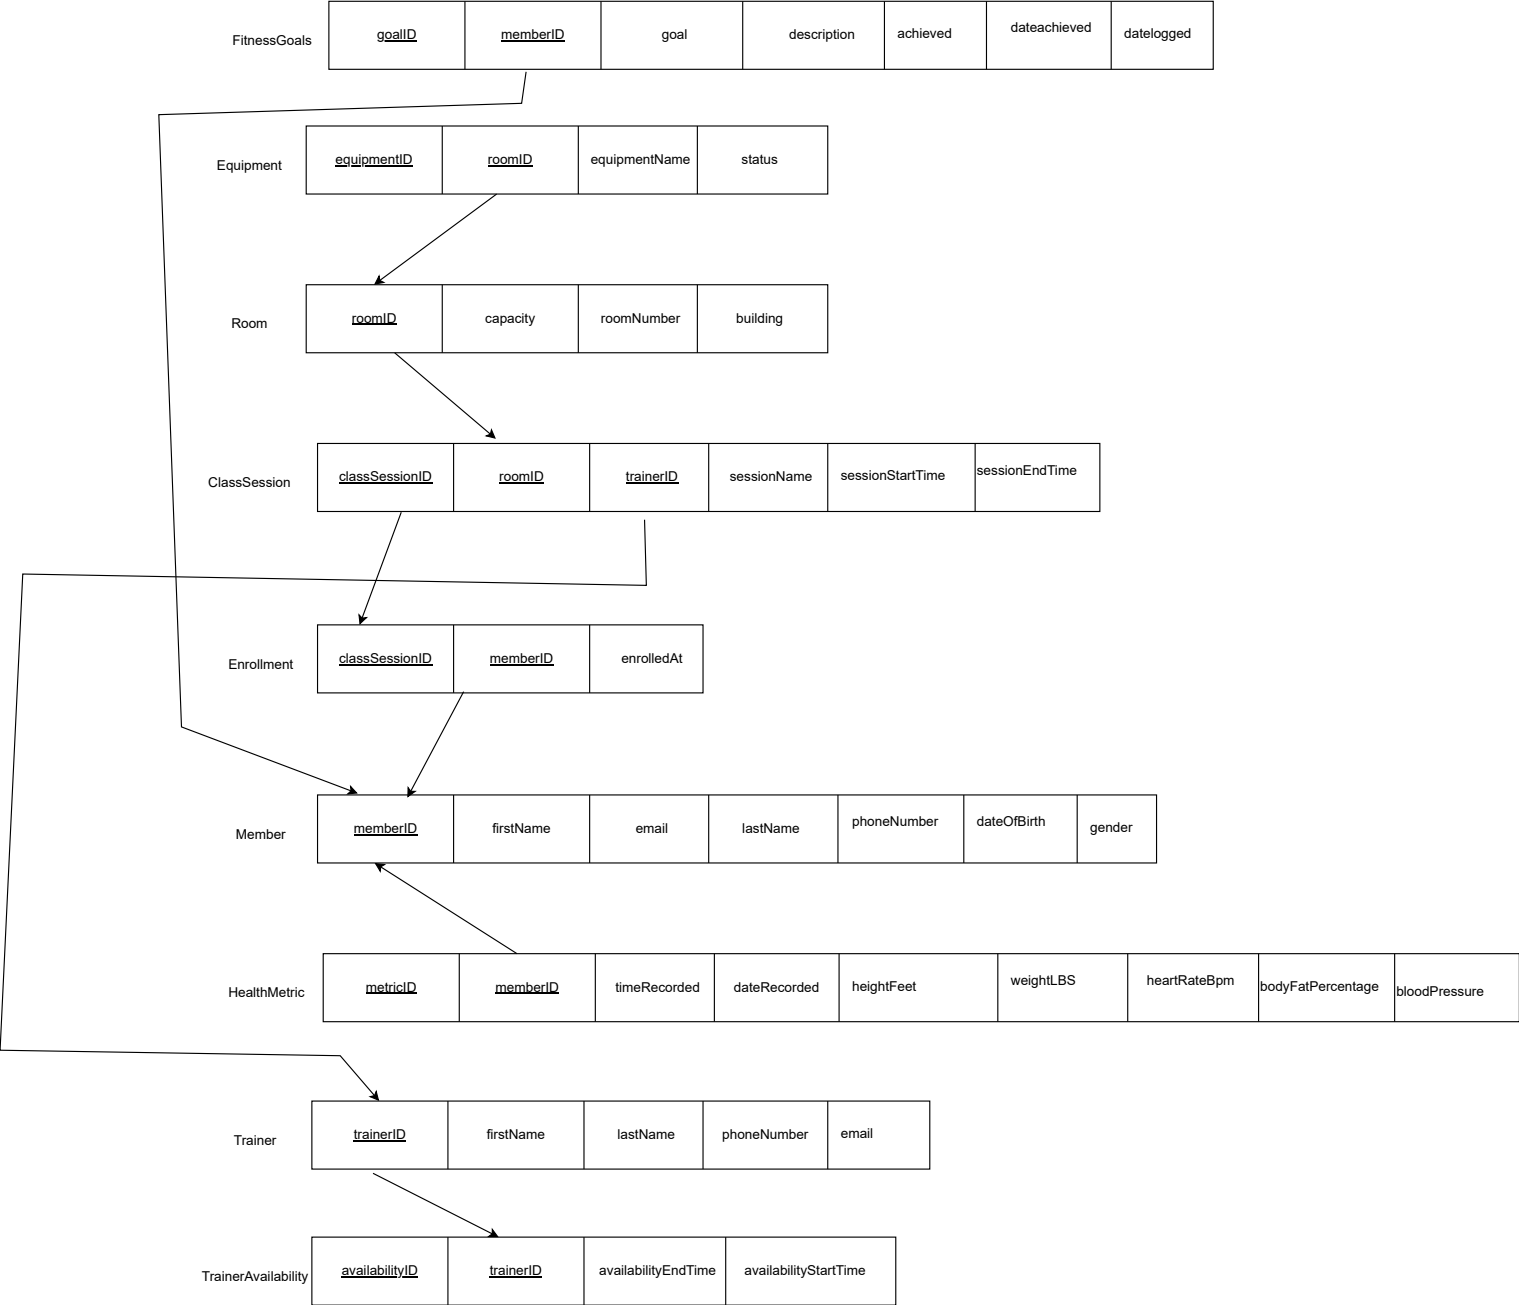 FitnessGoals goalID memberID goal description achieved dateachieved datelogged
Equipment equipmentID roomID equipmentName status
Room roomID capacity roomNumber building
ClassSession classSessionID roomID trainerID sessionName sessionStartTime sessionEndTime
Enrollment classSessionID memberID enrolledAt
Member memberID firstName email lastName phoneNumber dateOfBirth gender
HealthMetric metricID memberID timeRecorded dateRecorded heightFeet weightLBS heartRateBpm bodyFatPercentage bloodPressure
Trainer trainerID firstName lastName phoneNumber email
TrainerAvailability availabilityID trainerID availabilityEndTime availabilityStartTime